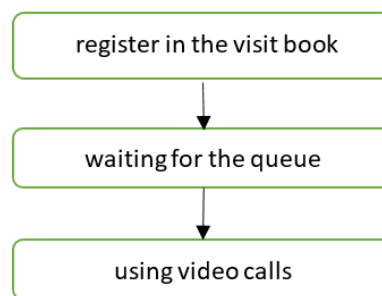 register in the visit book
waiting for the queue
using video calls